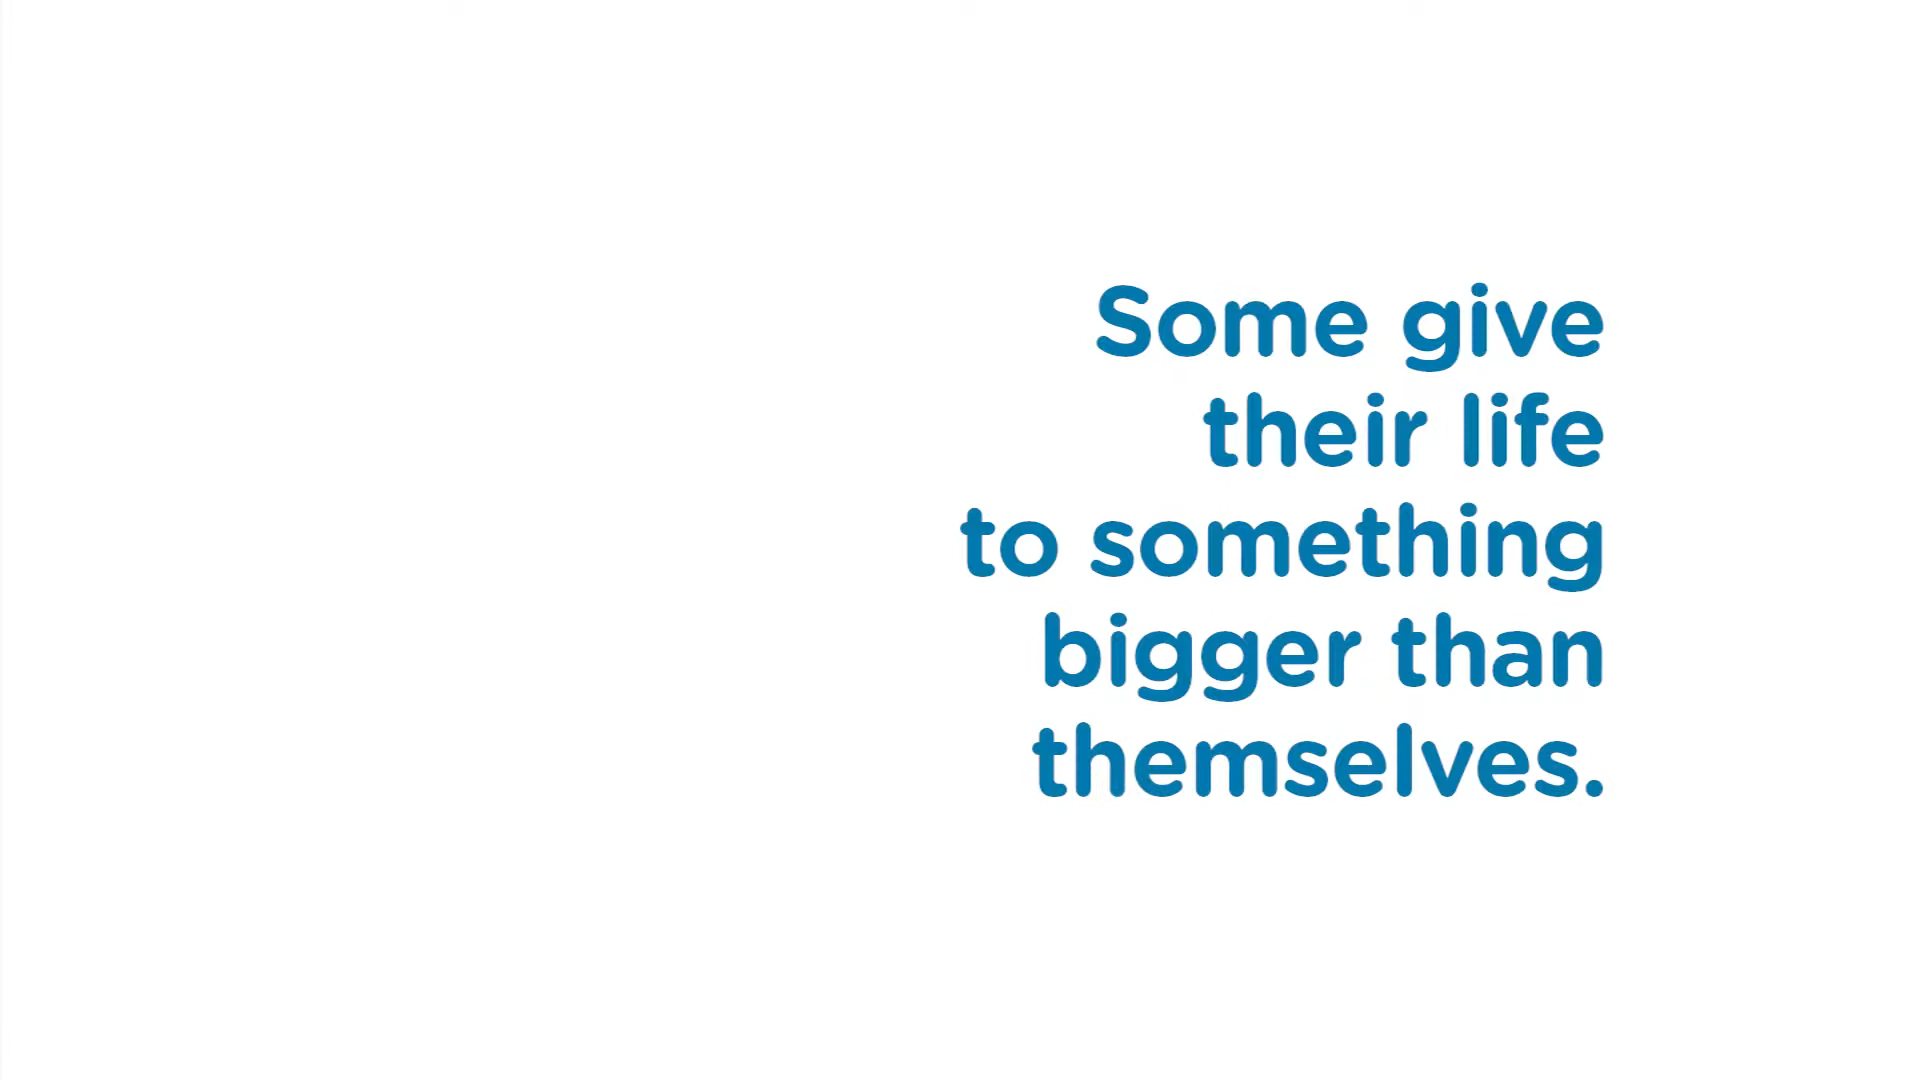 Some give
their life
to something
bigger than
themselves.